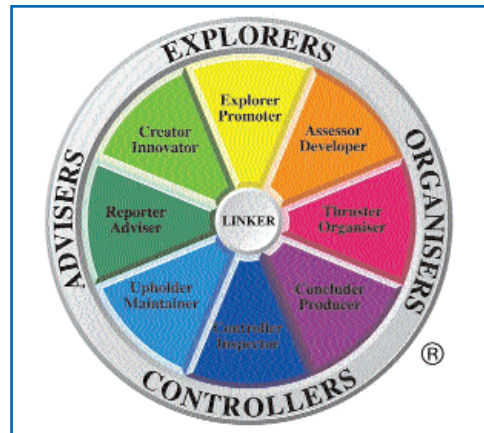 EXPLORERS
Explorer
Promoter
Creator
Innovator
Assessor
Developer
ADVISERS
ORGANISERS
Reporter
Adviser
LINKER
Thruster
Organiser
Upholder
Maintainer
Concluder
Producer
Controller
Inspector
CONTROLLERS
®